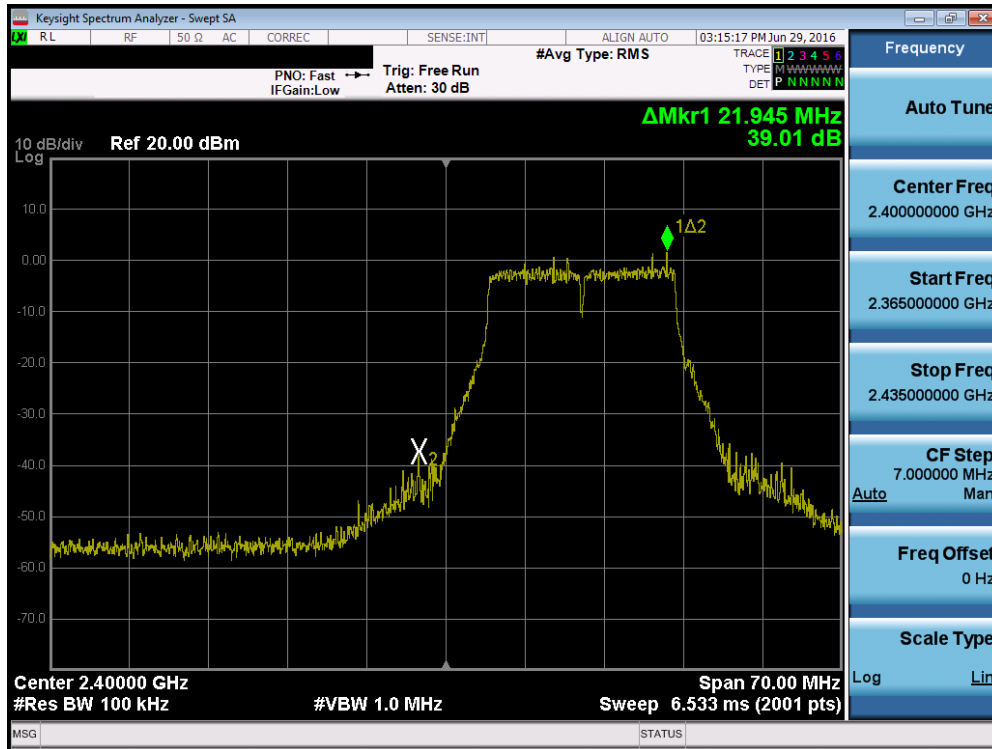 Keysight Spectrum Analyzer - Swept SA
LXI RL RF 50 Ω AC CORREC SENSE:INT ALIGN AUTO 03:15:17 PM Jun 29, 2016
#Avg Type: RMS
TRACE 1 2 3 4 5 6
TYPE M WWWWW
DET P N N N N N
PNO: Fast
IFGain:Low
Trig: Free Run
Atten: 30 dB
ΔMkr1 21.945 MHz
39.01 dB
10 dB/div
Log
Ref 20.00 dBm
10.0
0.00
-10.0
-20.0
-30.0
-40.0
-50.0
-60.0
-70.0
1Δ2
X2
Center 2.40000 GHz
Span 70.00 MHz
#Res BW 100 kHz
#VBW 1.0 MHz
Sweep 6.533 ms (2001 pts)
MSG
STATUS
Frequency
Auto Tune
Center Freq
2.400000000 GHz
Start Freq
2.365000000 GHz
Stop Freq
2.435000000 GHz
CF Step
7.000000 MHz
Auto Man
Freq Offset
0 Hz
Scale Type
Log Lin